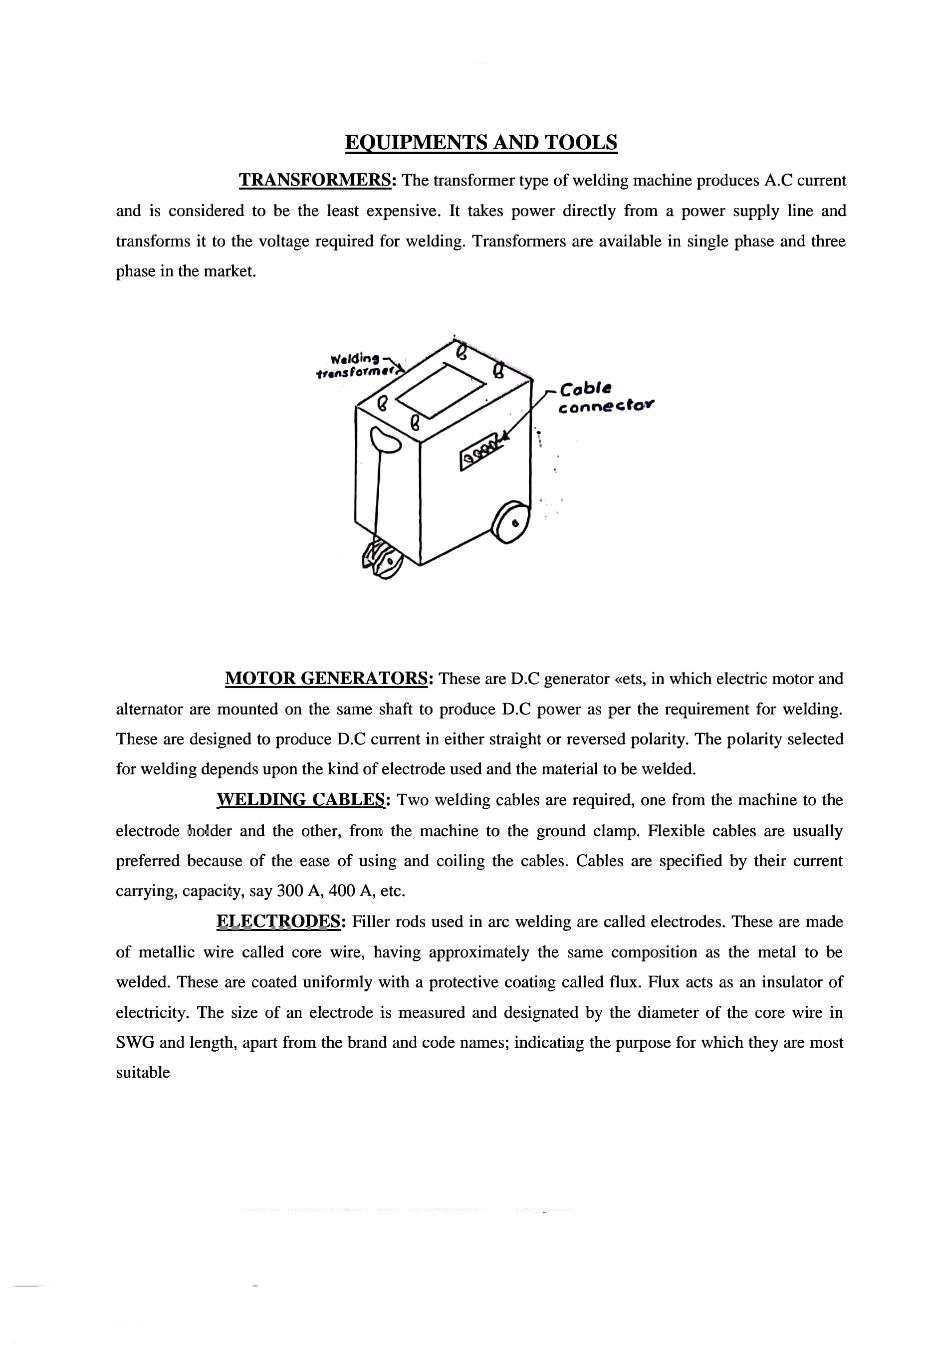 EQUIPMENTS AND TOOLS
TRANSFORMERS: The transformer type of welding machine produces A.C current
and is considered to be the least expensive. It takes power directly from a power supply line and
transforms it to the voltage required for welding. Transformers are available in single phase and three
phase in the market.
Welding
transformer
Cable
connector
MOTOR GENERATORS: These are D.C generator «ets, in which electric motor and
alternator are mounted on the same shaft to produce D.C power as per the requirement for welding.
These are designed to produce D.C current in either straight or reversed polarity. The polarity selected
for welding depends upon the kind of electrode used and the material to be welded.
WELDING CABLES: Two welding cables are required, one from the machine to the
electrode holder and the other, from the machine to the ground clamp. Flexible cables are usually
preferred because of the ease of using and coiling the cables. Cables are specified by their current
carrying, capacity, say 300 A, 400 A, etc.
ELECTRODES: Filler rods used in arc welding are called electrodes. These are made
of metallic wire called core wire, having approximately the same composition as the metal to be
welded. These are coated uniformly with a protective coating called flux. Flux acts as an insulator of
electricity. The size of an electrode is measured and designated by the diameter of the core wire in
SWG and length, apart from the brand and code names; indicating the purpose for which they are most
suitable